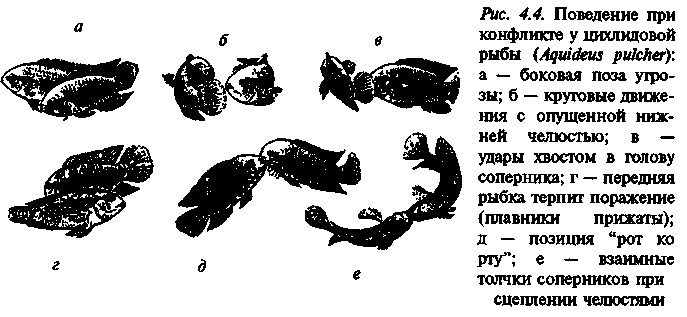 а
б
в
г
д
е
Рис. 4.4. Поведение при
конфликте у цихлидовой
рыбы (Aquideus pulcher):
а — боковая поза угро-
зы; б — круговые движе-
ния с опущенной ниж-
ней челюстью; в —
удары хвостом в голову
соперника; г — передняя
рыбка терпит поражение
(плавники прижаты);
д — позиция “рот ко
рту”; е — взаимные
толчки соперников при
сцеплении челюстями